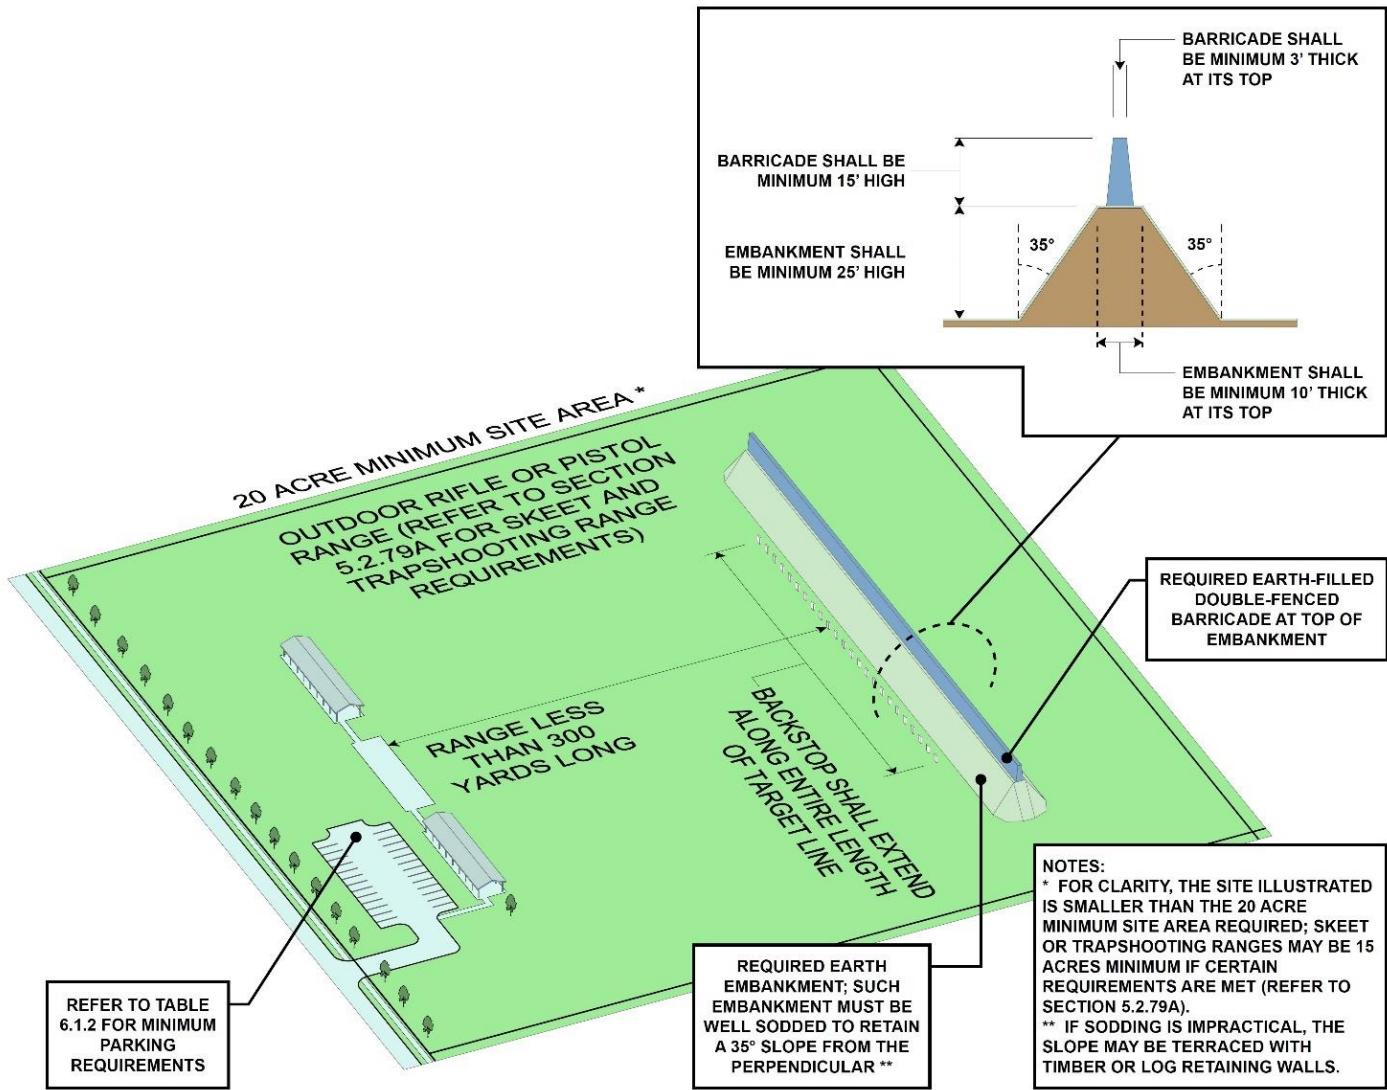 BARRICADE SHALL
BE MINIMUM 3' THICK
AT ITS TOP
BARRICADE SHALL BE
MINIMUM 15' HIGH
EMBANKMENT SHALL
BE MINIMUM 25' HIGH
35°
35°
EMBANKMENT SHALL
BE MINIMUM 10' THICK
AT ITS TOP
20 ACRE MINIMUM SITE AREA *
OUTDOOR RIFLE OR PISTOL
RANGE (REFER TO SECTION
5.2.79A FOR SKEET AND
TRAPSHOOTING RANGE
REQUIREMENTS)
REQUIRED EARTH-FILLED
DOUBLE-FENCED
BARRICADE AT TOP OF
EMBANKMENT
RANGE LESS
THAN 300
YARDS LONG
BACKSTOP SHALL EXTEND
ALONG ENTIRE LENGTH
OF TARGET LINE
REFER TO TABLE
6.1.2 FOR MINIMUM
PARKING
REQUIREMENTS
REQUIRED EARTH
EMBANKMENT; SUCH
EMBANKMENT MUST BE
WELL SODDED TO RETAIN
A 35° SLOPE FROM THE
PERPENDICULAR **
NOTES:
* FOR CLARITY, THE SITE ILLUSTRATED
IS SMALLER THAN THE 20 ACRE
MINIMUM SITE AREA REQUIRED; SKEET
OR TRAPSHOOTING RANGES MAY BE 15
ACRES MINIMUM IF CERTAIN
REQUIREMENTS ARE MET (REFER TO
SECTION 5.2.79A).
** IF SODDING IS IMPRACTICAL, THE
SLOPE MAY BE TERRACED WITH
TIMBER OR LOG RETAINING WALLS.